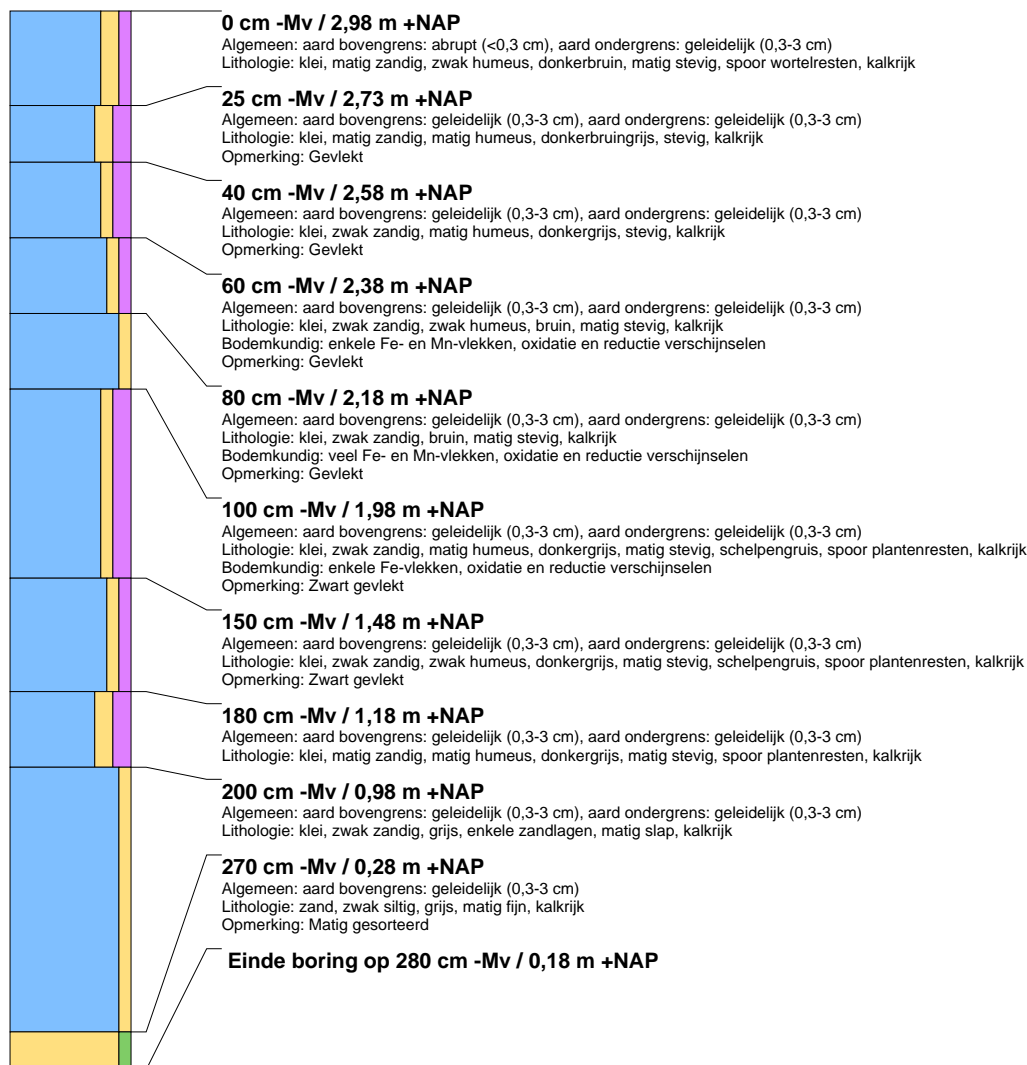 0 cm -Mv / 2,98 m +NAP
Algemeen: aard bovengrens: abrupt (<0,3 cm), aard ondergrens: geleidelijk (0,3-3 cm)
Lithologie: klei, matig zandig, zwak humeus, donkerbruin, matig stevig, spoor wortelresten, kalkrijk
25 cm -Mv / 2,73 m +NAP
Algemeen: aard bovengrens: geleidelijk (0,3-3 cm), aard ondergrens: geleidelijk (0,3-3 cm)
Lithologie: klei, matig zandig, matig humeus, donkerbruingrijs, stevig, kalkrijk
Opmerking: Gevlekt
40 cm -Mv / 2,58 m +NAP
Algemeen: aard bovengrens: geleidelijk (0,3-3 cm), aard ondergrens: geleidelijk (0,3-3 cm)
Lithologie: klei, zwak zandig, matig humeus, donkergrijs, stevig, kalkrijk
Opmerking: Gevlekt
60 cm -Mv / 2,38 m +NAP
Algemeen: aard bovengrens: geleidelijk (0,3-3 cm), aard ondergrens: geleidelijk (0,3-3 cm)
Lithologie: klei, zwak zandig, zwak humeus, bruin, matig stevig, kalkrijk
Bodemkundig: enkele Fe- en Mn-vlekken, oxidatie en reductie verschijnselen
Opmerking: Gevlekt
80 cm -Mv / 2,18 m +NAP
Algemeen: aard bovengrens: geleidelijk (0,3-3 cm), aard ondergrens: geleidelijk (0,3-3 cm)
Lithologie: klei, zwak zandig, bruin, matig stevig, kalkrijk
Bodemkundig: veel Fe- en Mn-vlekken, oxidatie en reductie verschijnselen
Opmerking: Gevlekt
100 cm -Mv / 1,98 m +NAP
Algemeen: aard bovengrens: geleidelijk (0,3-3 cm), aard ondergrens: geleidelijk (0,3-3 cm)
Lithologie: klei, zwak zandig, matig humeus, donkergrijs, matig stevig, schelpengruis, spoor plantenresten, kalkrijk
Bodemkundig: enkele Fe-vlekken, oxidatie en reductie verschijnselen
Opmerking: Zwart gevlekt
150 cm -Mv / 1,48 m +NAP
Algemeen: aard bovengrens: geleidelijk (0,3-3 cm), aard ondergrens: geleidelijk (0,3-3 cm)
Lithologie: klei, zwak zandig, zwak humeus, donkergrijs, matig stevig, schelpengruis, spoor plantenresten, kalkrijk
Opmerking: Zwart gevlekt
180 cm -Mv / 1,18 m +NAP
Algemeen: aard bovengrens: geleidelijk (0,3-3 cm), aard ondergrens: geleidelijk (0,3-3 cm)
Lithologie: klei, matig zandig, matig humeus, donkergrijs, matig stevig, spoor plantenresten, kalkrijk
200 cm -Mv / 0,98 m +NAP
Algemeen: aard bovengrens: geleidelijk (0,3-3 cm), aard ondergrens: geleidelijk (0,3-3 cm)
Lithologie: klei, zwak zandig, grijs, enkele zandlagen, matig slap, kalkrijk
270 cm -Mv / 0,28 m +NAP
Algemeen: aard bovengrens: geleidelijk (0,3-3 cm)
Lithologie: zand, zwak siltig, grijs, matig fijn, kalkrijk
Opmerking: Matig gesorteerd
Einde boring op 280 cm -Mv / 0,18 m +NAP